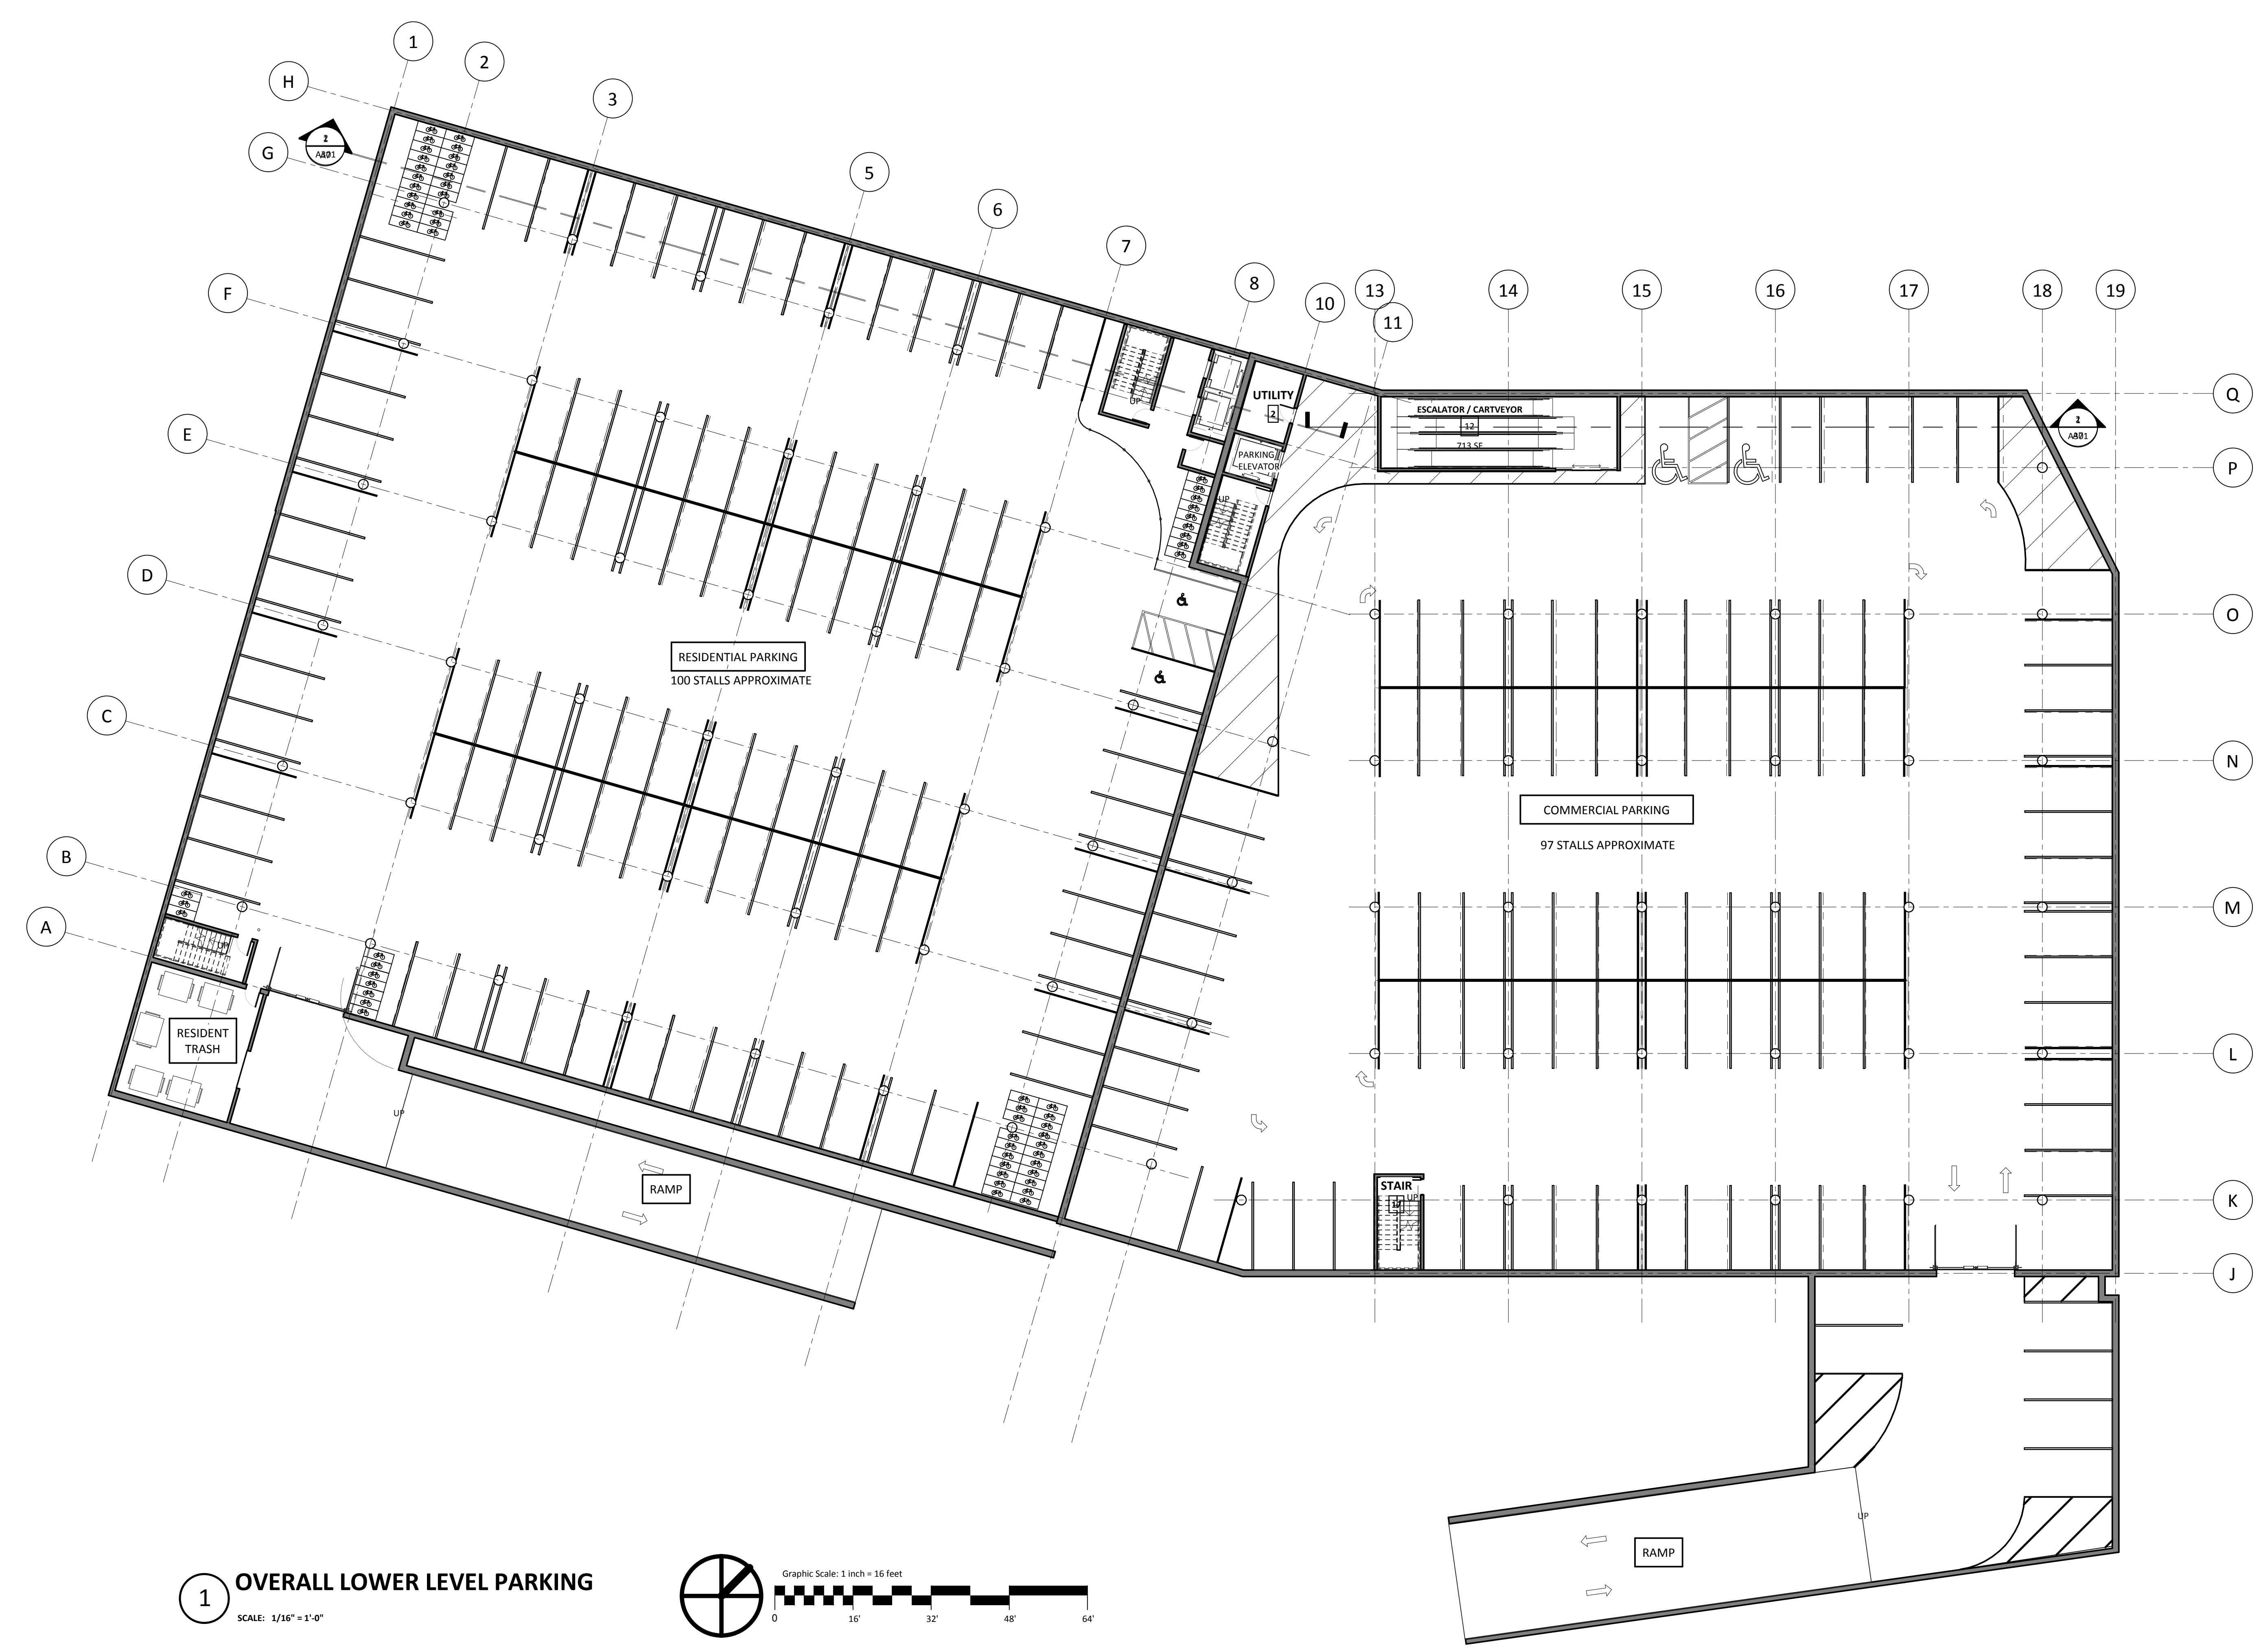 1
2
3
5
6
7
8
10
13
11
14
15
16
17
18
19
H
G
F
E
D
C
B
A
Q
P
O
N
M
L
K
J
UP
UTILITY
2
PARKING
ELEVATOR
UP
ESCALATOR / CARTVEYOR
12
713 SF
RESIDENTIAL PARKING
100 STALLS APPROXIMATE
COMMERCIAL PARKING
97 STALLS APPROXIMATE
UP
RESIDENT
TRASH
UP
RAMP
STAIR
UP
UP
RAMP
1
OVERALL LOWER LEVEL PARKING
SCALE: 1/16" = 1'-0"
Graphic Scale: 1 inch = 16 feet
0 16' 32' 48' 64'